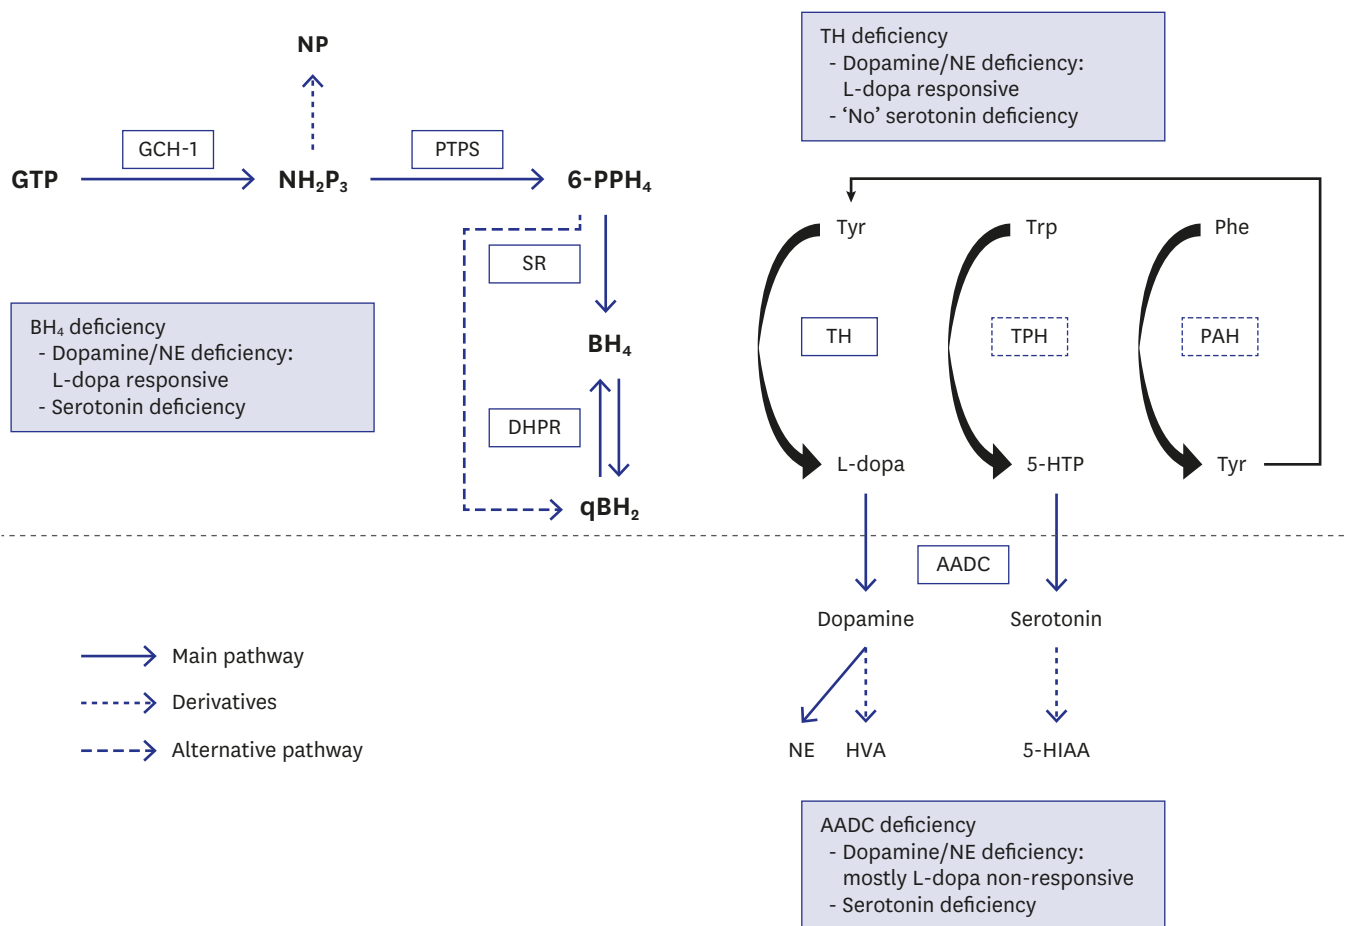 NP
GCH-1
PTPS
GTP
NH₂P₃
6-PPH₄
SR
BH₄ deficiency
- Dopamine/NE deficiency:
L-dopa responsive
- Serotonin deficiency
BH₄
DHPR
qBH₂
TH deficiency
- Dopamine/NE deficiency:
L-dopa responsive
- ‘No’ serotonin deficiency
Tyr
Trp
Phe
TH
TPH
PAH
L-dopa
5-HTP
Tyr
AADC
Dopamine
Serotonin
NE
HVA
5-HIAA
Main pathway
Derivatives
Alternative pathway
AADC deficiency
- Dopamine/NE deficiency:
mostly L-dopa non-responsive
- Serotonin deficiency